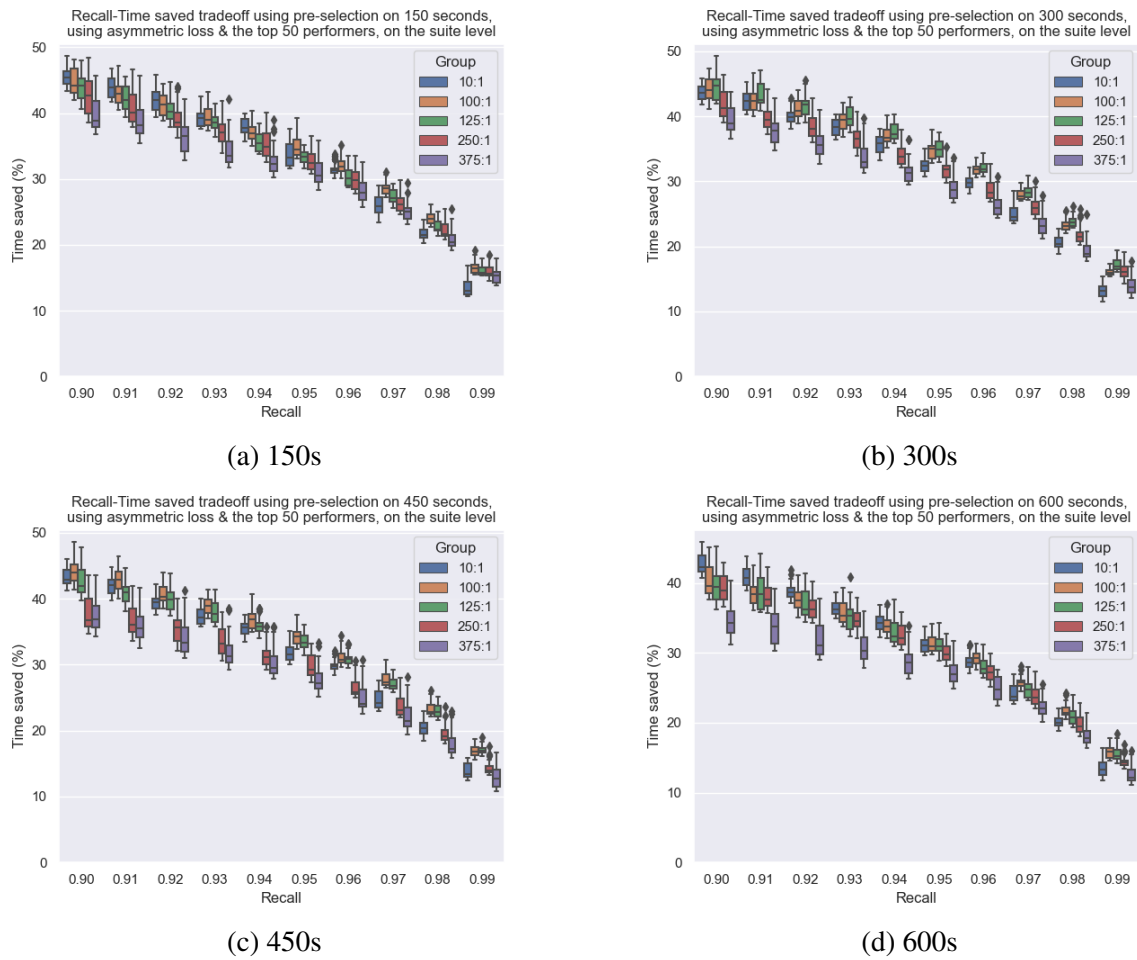 Recall-Time saved tradeoff using pre-selection on 150 seconds,
using asymmetric loss & the top 50 performers, on the suite level
50
40
30
20
10
0
Time saved (%)
Group
10:1
100:1
125:1
250:1
375:1
0.90 0.91 0.92 0.93 0.94 0.95 0.96 0.97 0.98 0.99
Recall
(a) 150s
Recall-Time saved tradeoff using pre-selection on 300 seconds,
using asymmetric loss & the top 50 performers, on the suite level
50
40
30
20
10
0
Time saved (%)
Group
10:1
100:1
125:1
250:1
375:1
0.90 0.91 0.92 0.93 0.94 0.95 0.96 0.97 0.98 0.99
Recall
(b) 300s
Recall-Time saved tradeoff using pre-selection on 450 seconds,
using asymmetric loss & the top 50 performers, on the suite level
50
40
30
20
10
0
Time saved (%)
Group
10:1
100:1
125:1
250:1
375:1
0.90 0.91 0.92 0.93 0.94 0.95 0.96 0.97 0.98 0.99
Recall
(c) 450s
Recall-Time saved tradeoff using pre-selection on 600 seconds,
using asymmetric loss & the top 50 performers, on the suite level
40
30
20
10
0
Time saved (%)
Group
10:1
100:1
125:1
250:1
375:1
0.90 0.91 0.92 0.93 0.94 0.95 0.96 0.97 0.98 0.99
Recall
(d) 600s